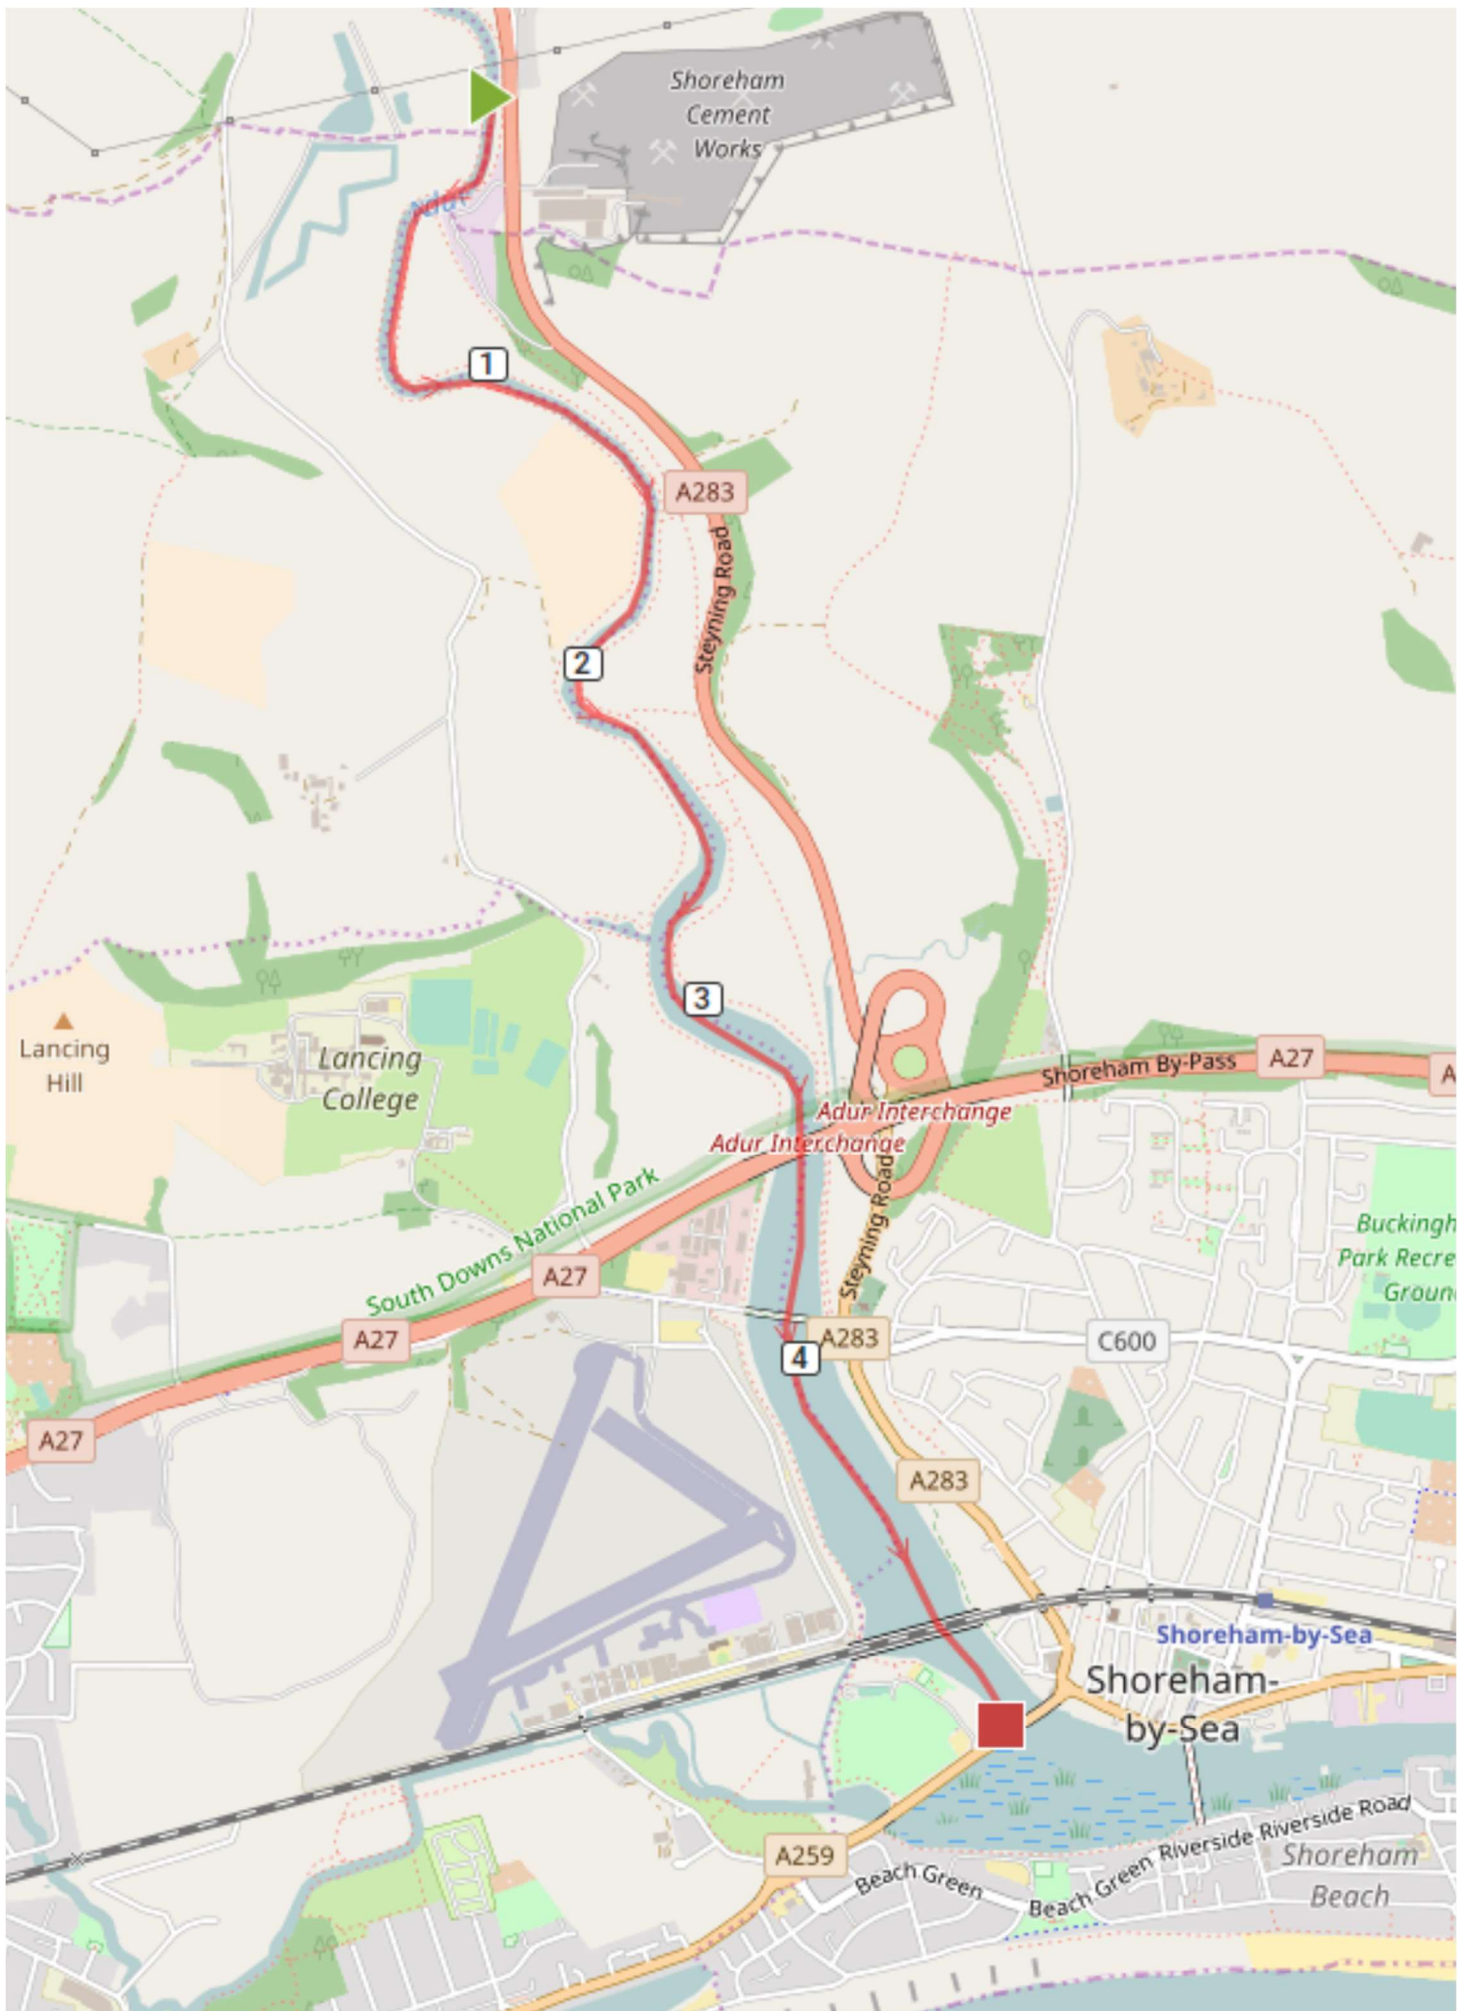 Shoreham
Cement
Works
Adur
1
A283
Steyning Road
2
3
Lancing
Hill
Lancing
College
Shoreham By-Pass
A27
A
Adur Interchange
Adur Interchange
South Downs National Park
Steyning Road
Buckingh
Park Recre
Groun
A27
A27
A283
C600
4
A27
A283
Shoreham-by-Sea
Shoreham-
by-Sea
A259
Beach Green
Beach Green
Riverside
Riverside Road
Shoreham
Beach